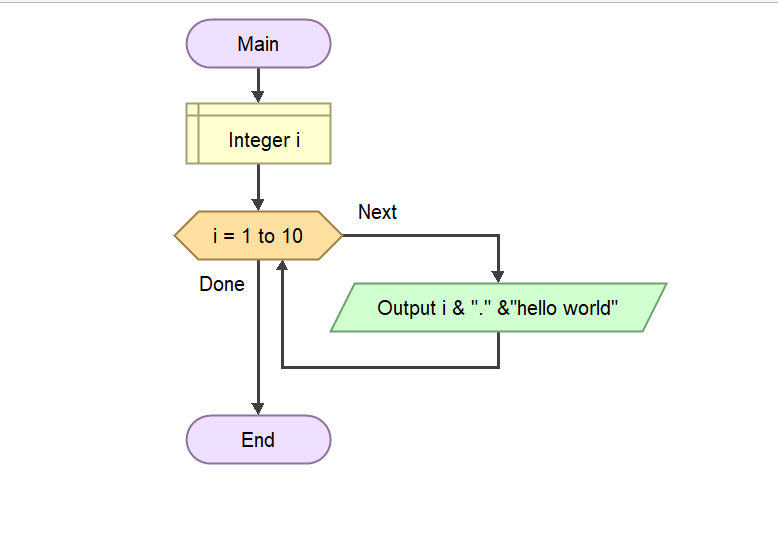 Main
Integer i
i = 1 to 10
Next
Done
Output i & "." &"hello world"
End